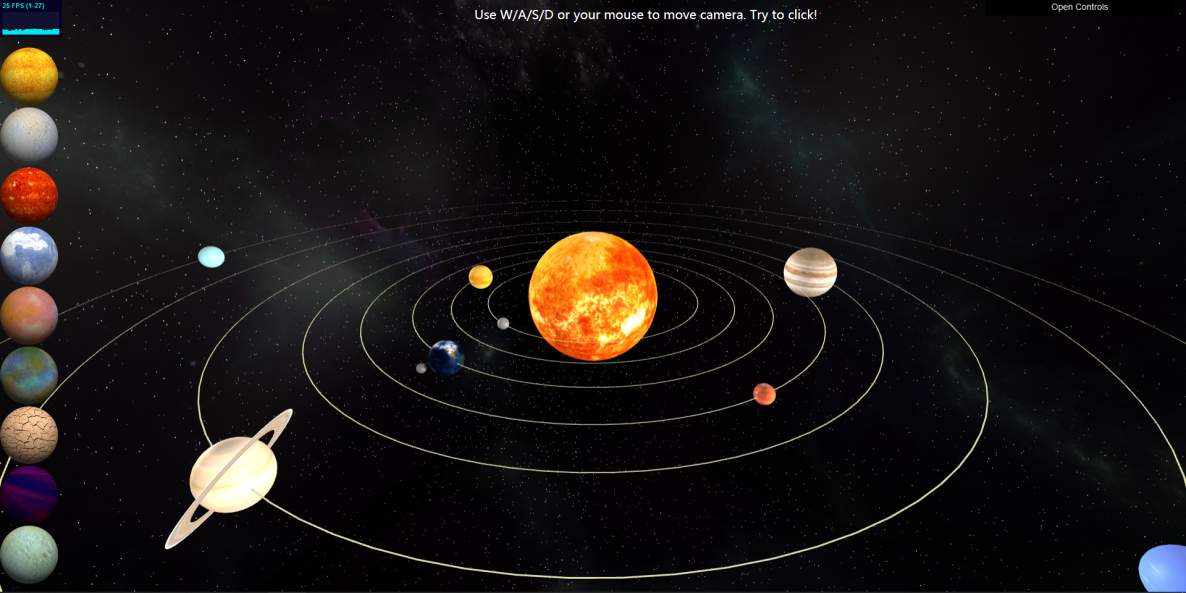 25 FPS (1-27)
Use W/A/S/D or your mouse to move camera. Try to click!
Open Controls